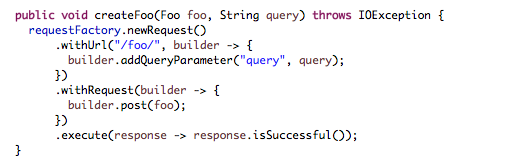 public void createFoo(Foo foo, String query) throws IOException {
  requestFactory.newRequest()
      .withUrl("/foo/", builder -> {
        builder.addQueryParameter("query", query);
      })
      .withRequest(builder -> {
        builder.post(foo);
      })
      .execute(response -> response.isSuccessful());
}